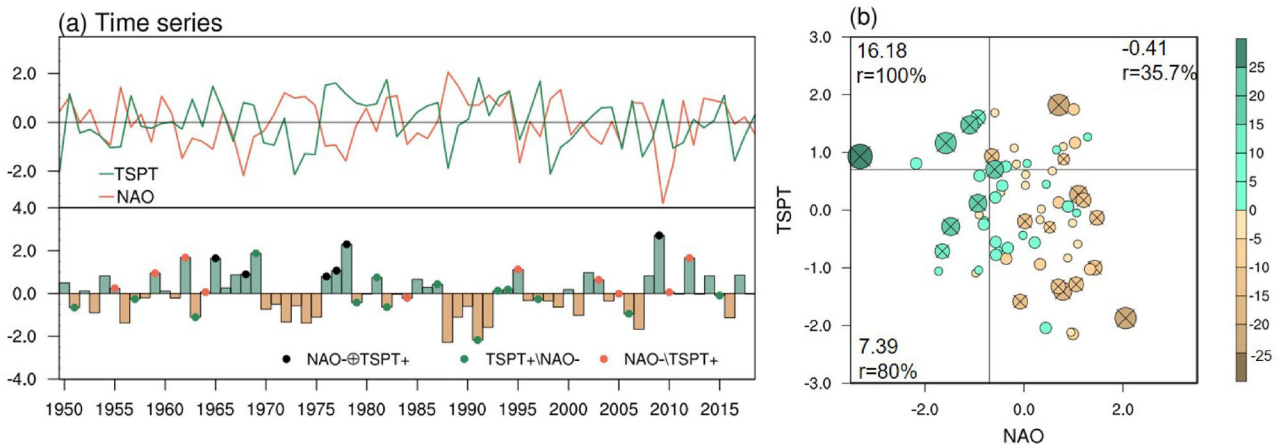 (a) Time series
2.0
0.0
-2.0
TSPT
NAO
4.0
2.0
0.0
-2.0
-4.0
NAO-⊕TSPT+
TSPT+\NAO-
NAO-\TSPT+
1950 1955 1960 1965 1970 1975 1980 1985 1990 1995 2000 2005 2010 2015
(b)
3.0
2.0
1.0
0.0
-1.0
-2.0
-3.0
TSPT
16.18
r=100%
-0.41
r=35.7%
7.39
r=80%
-2.0 0.0 2.0
NAO
25
20
15
10
5
0
-5
-10
-15
-20
-25